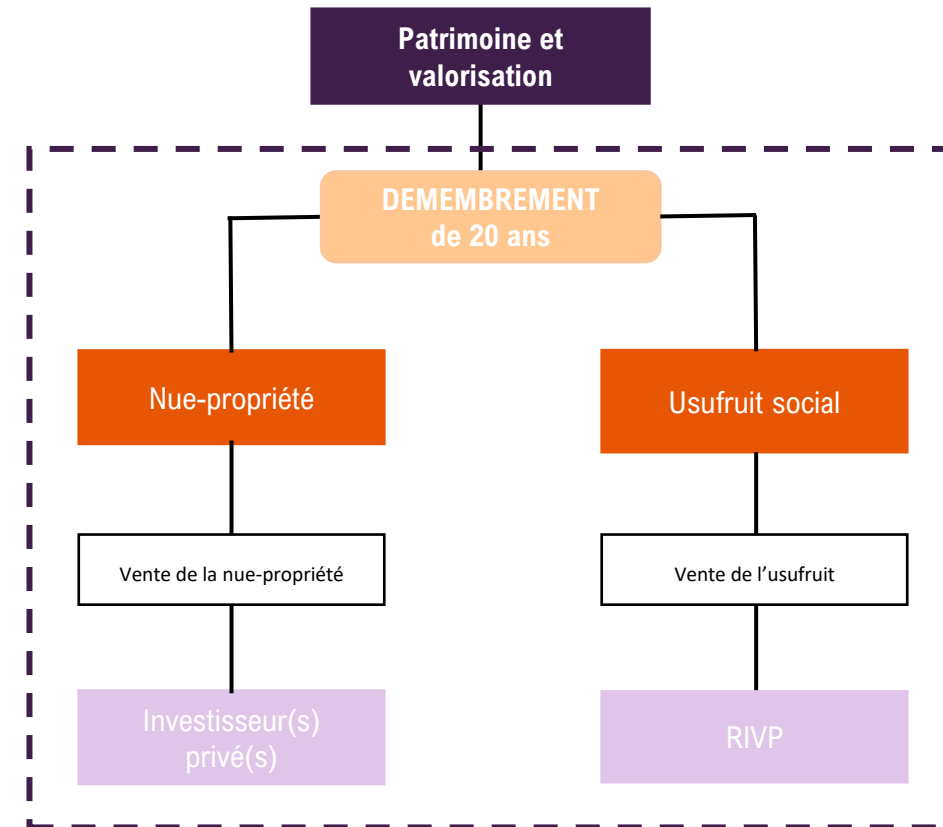 Patrimoine et
valorisation
DEMEMBREMENT
de 20 ans
Nue-propriété
Usufruit social
Vente de la nue-propriété
Vente de l’usufruit
Investisseur(s)
privé(s)
RIVP